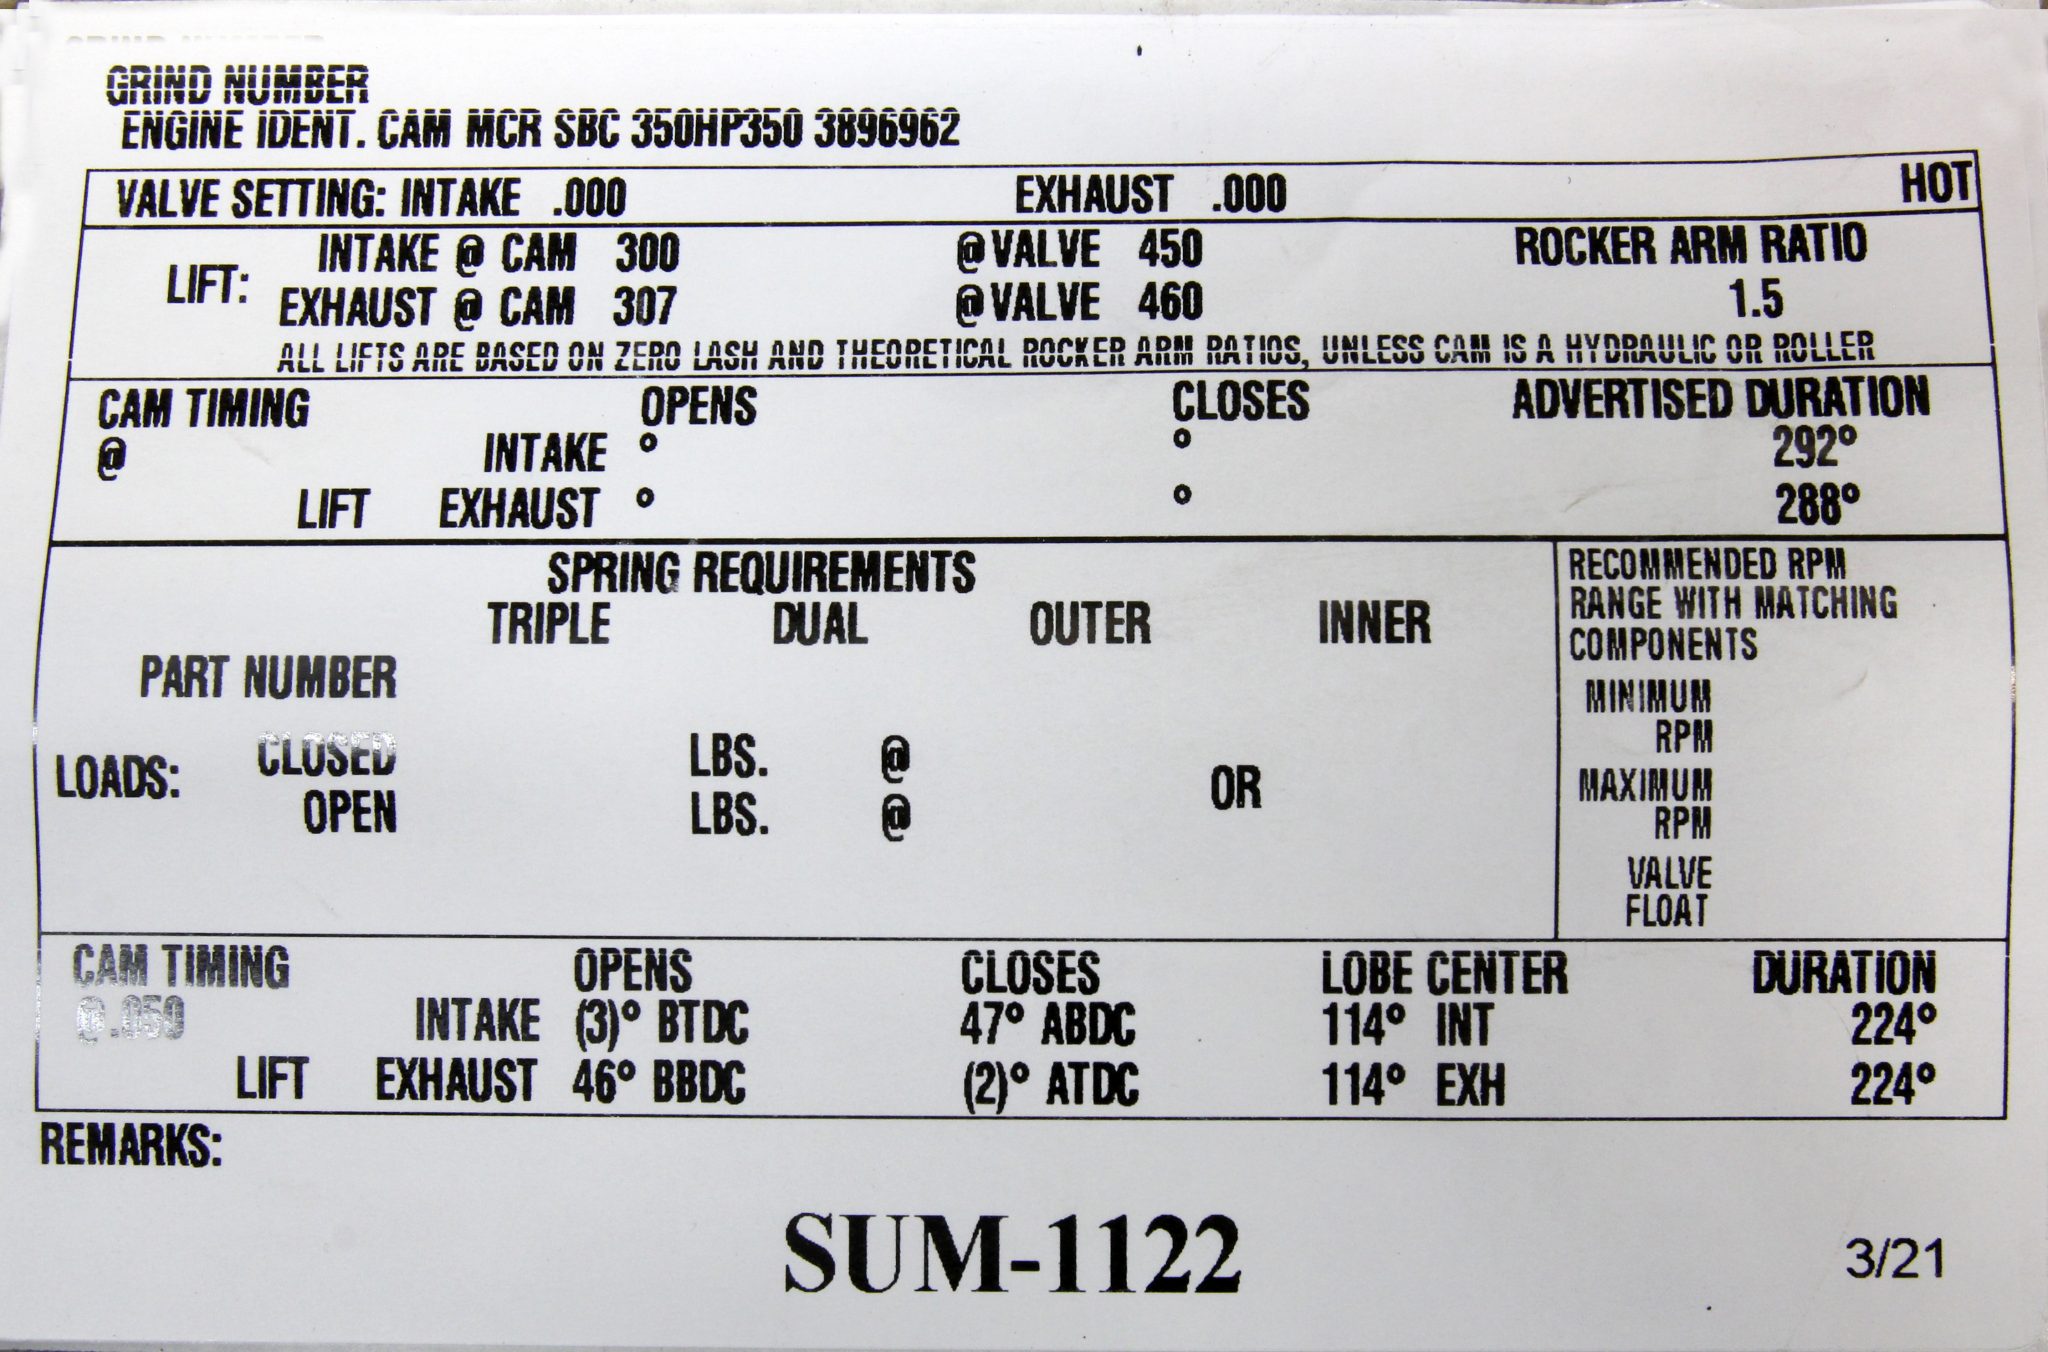 GRIND NUMBER
ENGINE IDENT. CAM MCR SBC 350HP350 3896962
VALVE SETTING: INTAKE .000 EXHAUST .000 HOT
LIFT: INTAKE @ CAM 300 @VALVE 450 ROCKER ARM RATIO
EXHAUST @ CAM 307 @VALVE 460 1.5
ALL LIFTS ARE BASED ON ZERO LASH AND THEORETICAL ROCKER ARM RATIOS, UNLESS CAM IS A HYDRAULIC OR ROLLER
CAM TIMING OPENS CLOSES ADVERTISED DURATION
@ INTAKE ° ° 292°
LIFT EXHAUST ° ° 288°
SPRING REQUIREMENTS
TRIPLE DUAL OUTER INNER
PART NUMBER
LOADS: CLOSED LBS. @
OPEN LBS. @ OR
RECOMMENDED RPM
RANGE WITH MATCHING
COMPONENTS
MINIMUM
RPM
MAXIMUM
RPM
VALVE
FLOAT
CAM TIMING OPENS CLOSES LOBE CENTER DURATION
@.050 INTAKE (3)° BTDC 47° ABDC 114° INT 224°
LIFT EXHAUST 46° BBDC (2)° ATDC 114° EXH 224°
REMARKS:
SUM-1122
3/21